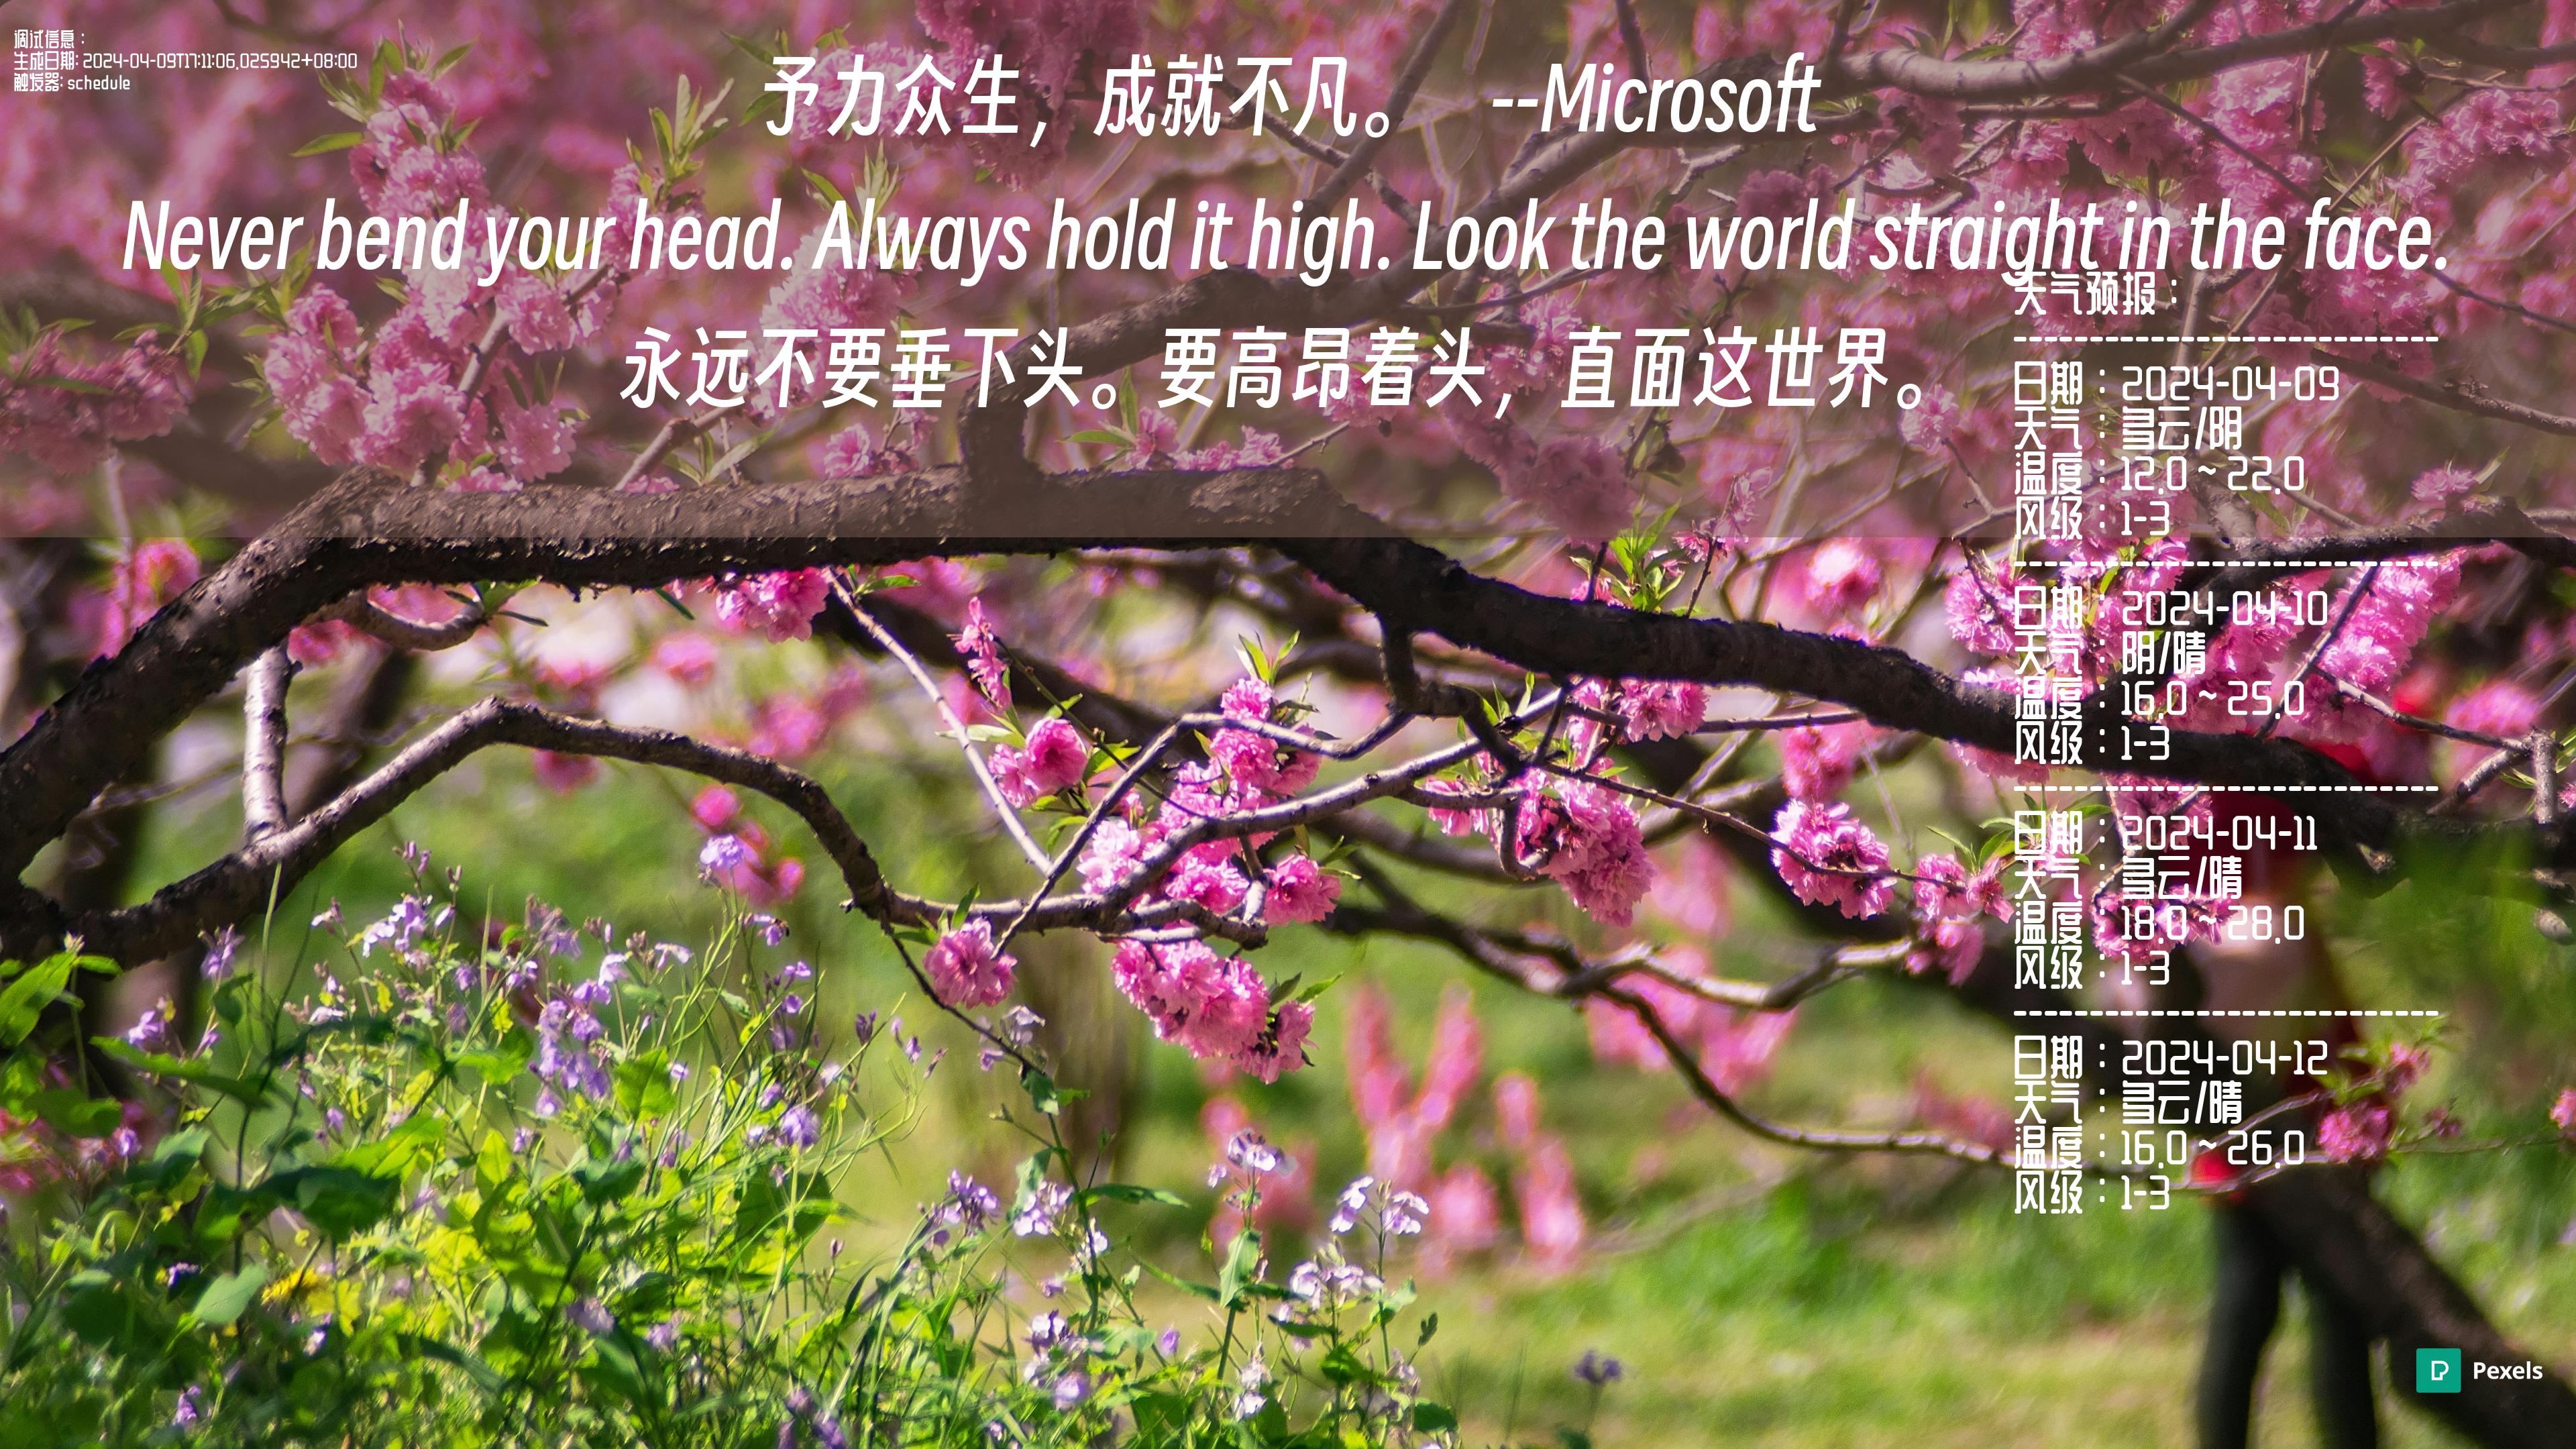 调试信息：
生成日期: 2024-04-09T17:11:06.025942+08:00
触发器: schedule
予力众生，成就不凡。 --Microsoft
Never bend your head. Always hold it high. Look the world straight in the face.
永远不要垂下头。要高昂着头，直面这世界。
天气预报：
------------------------------------
日期：2024-04-09
天气：多云/阴
温度：12.0 ~ 22.0
风级：1-3
------------------------------------
日期：2024-04-10
天气：阴/晴
温度：16.0 ~ 25.0
风级：1-3
------------------------------------
日期：2024-04-11
天气：多云/晴
温度：18.0 ~ 28.0
风级：1-3
------------------------------------
日期：2024-04-12
天气：多云/晴
温度：16.0 ~ 26.0
风级：1-3
Pexels